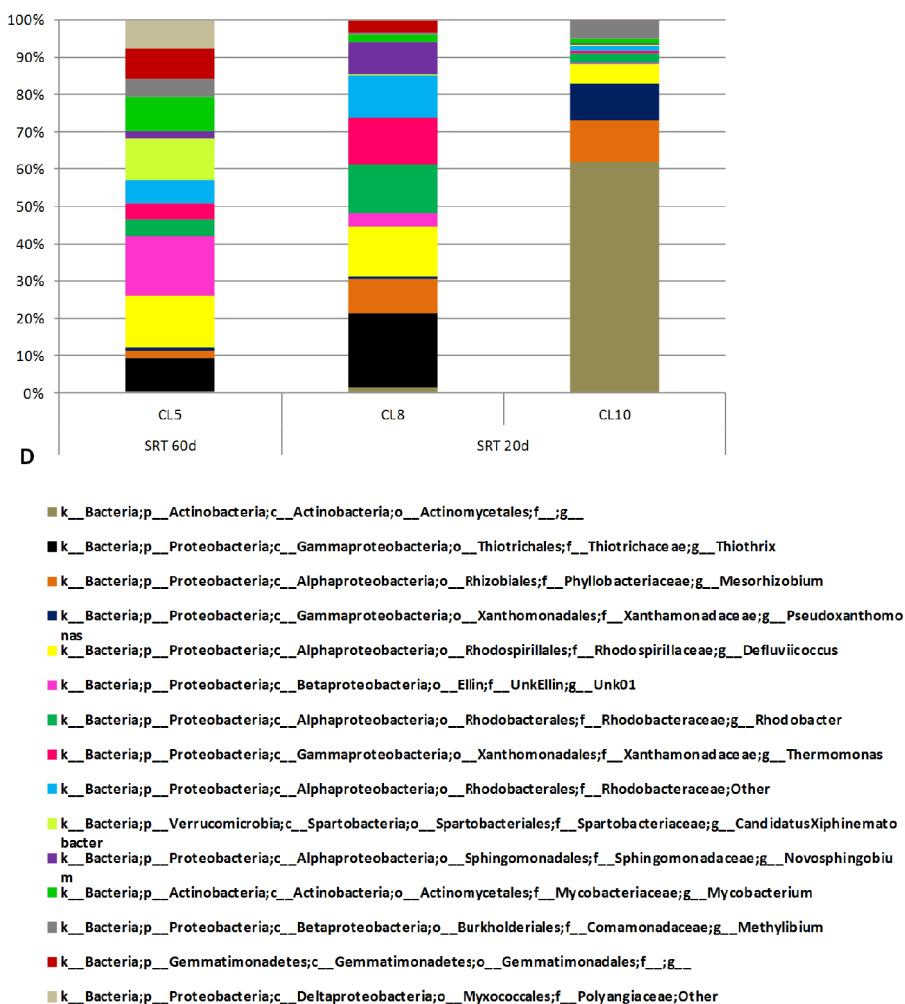 100%
90%
80%
70%
60%
50%
40%
30%
20%
10%
0%
CL5 CL8 CL10
SRT 60d SRT 20d
D
k__Bacteria;p__Actinobacteria;c__Actinobacteria;o__Actinomycetales;f__;g__
k__Bacteria;p__Proteobacteria;c__Gammaproteobacteria;o__Thiotrichales;f__Thiotrichaceae;g__Thiothrix
k__Bacteria;p__Proteobacteria;c__Alphaproteobacteria;o__Rhizobiales;f__Phyllobacteriaceae;g__Mesorhizobium
k__Bacteria;p__Proteobacteria;c__Gammaproteobacteria;o__Xanthomonadales;f__Xanthamonadaceae;g__Pseudoxanthomo
nas
k__Bacteria;p__Proteobacteria;c__Alphaproteobacteria;o__Rhodospirillales;f__Rhodospirillaceae;g__Defluviicoccus
k__Bacteria;p__Proteobacteria;c__Betaproteobacteria;o__Ellin;f__UnkEllin;g__Unk01
k__Bacteria;p__Proteobacteria;c__Alphaproteobacteria;o__Rhodobacterales;f__Rhodobacteraceae;g__Rhodobacter
k__Bacteria;p__Proteobacteria;c__Gammaproteobacteria;o__Xanthomonadales;f__Xanthamonadaceae;g__Thermomonas
k__Bacteria;p__Proteobacteria;c__Alphaproteobacteria;o__Rhodobacterales;f__Rhodobacteraceae;Other
k__Bacteria;p__Verrucomicrobia;c__Spartobacteria;o__Spartobacteriales;f__Spartobacteriaceae;g__CandidatusXiphinemato
bacter
k__Bacteria;p__Proteobacteria;c__Alphaproteobacteria;o__Sphingomonadales;f__Sphingomonadaceae;g__Novosphingobiu
m
k__Bacteria;p__Actinobacteria;c__Actinobacteria;o__Actinomycetales;f__Mycobacteriaceae;g__Mycobacterium
k__Bacteria;p__Proteobacteria;c__Betaproteobacteria;o__Burkholderiales;f__Comamonadaceae;g__Methylibium
k__Bacteria;p__Gemmatimonadetes;c__Gemmatimonadetes;o__Gemmatimonadales;f__;g__
k__Bacteria;p__Proteobacteria;c__Deltaproteobacteria;o__Myxococcales;f__Polyangiaceae;Other